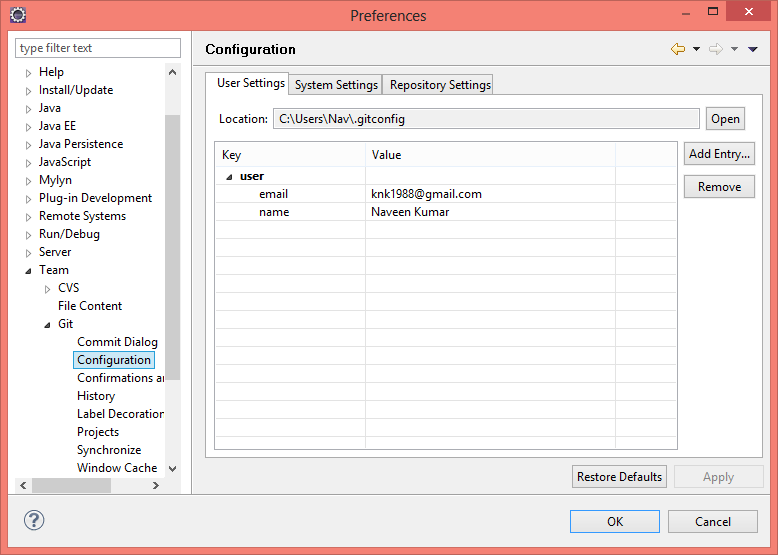 Preferences
type filter text
Help
Install/Update
Java
Java EE
Java Persistence
JavaScript
Mylyn
Plug-in Development
Remote Systems
Run/Debug
Server
Team
CVS
File Content
Git
Commit Dialog
Configuration
Confirmations a
History
Label Decoration
Projects
Synchronize
Window Cache
Configuration
User Settings System Settings Repository Settings
Location: C:\Users\Nav\.gitconfig Open
Key Value
Add Entry...
user
email knk1988@gmail.com
Remove
name Naveen Kumar
Restore Defaults Apply
? OK Cancel